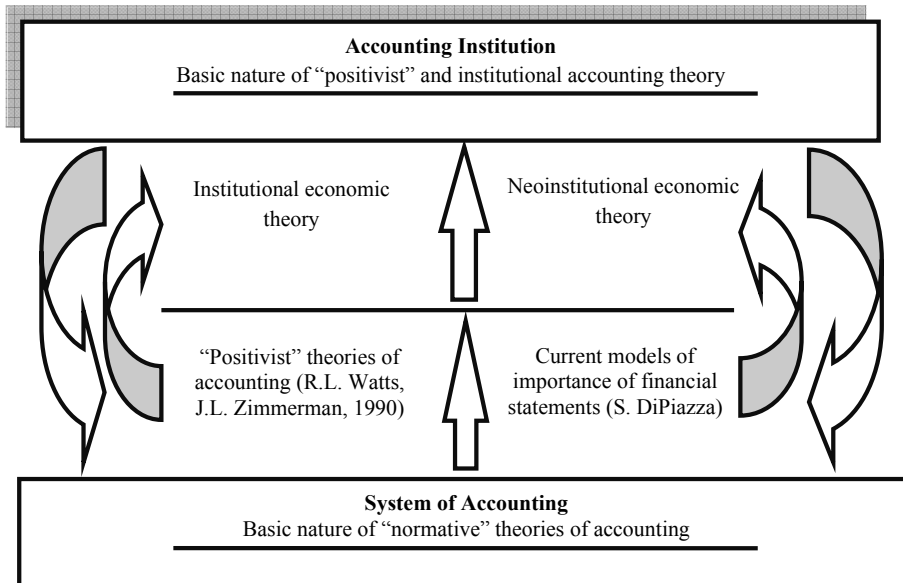 Accounting Institution
Basic nature of “positivist” and institutional accounting theory
Institutional economic
theory
Neoinstitutional economic
theory
“Positivist” theories of
accounting (R.L. Watts,
J.L. Zimmerman, 1990)
Current models of
importance of financial
statements (S. DiPiazza)
System of Accounting
Basic nature of “normative” theories of accounting